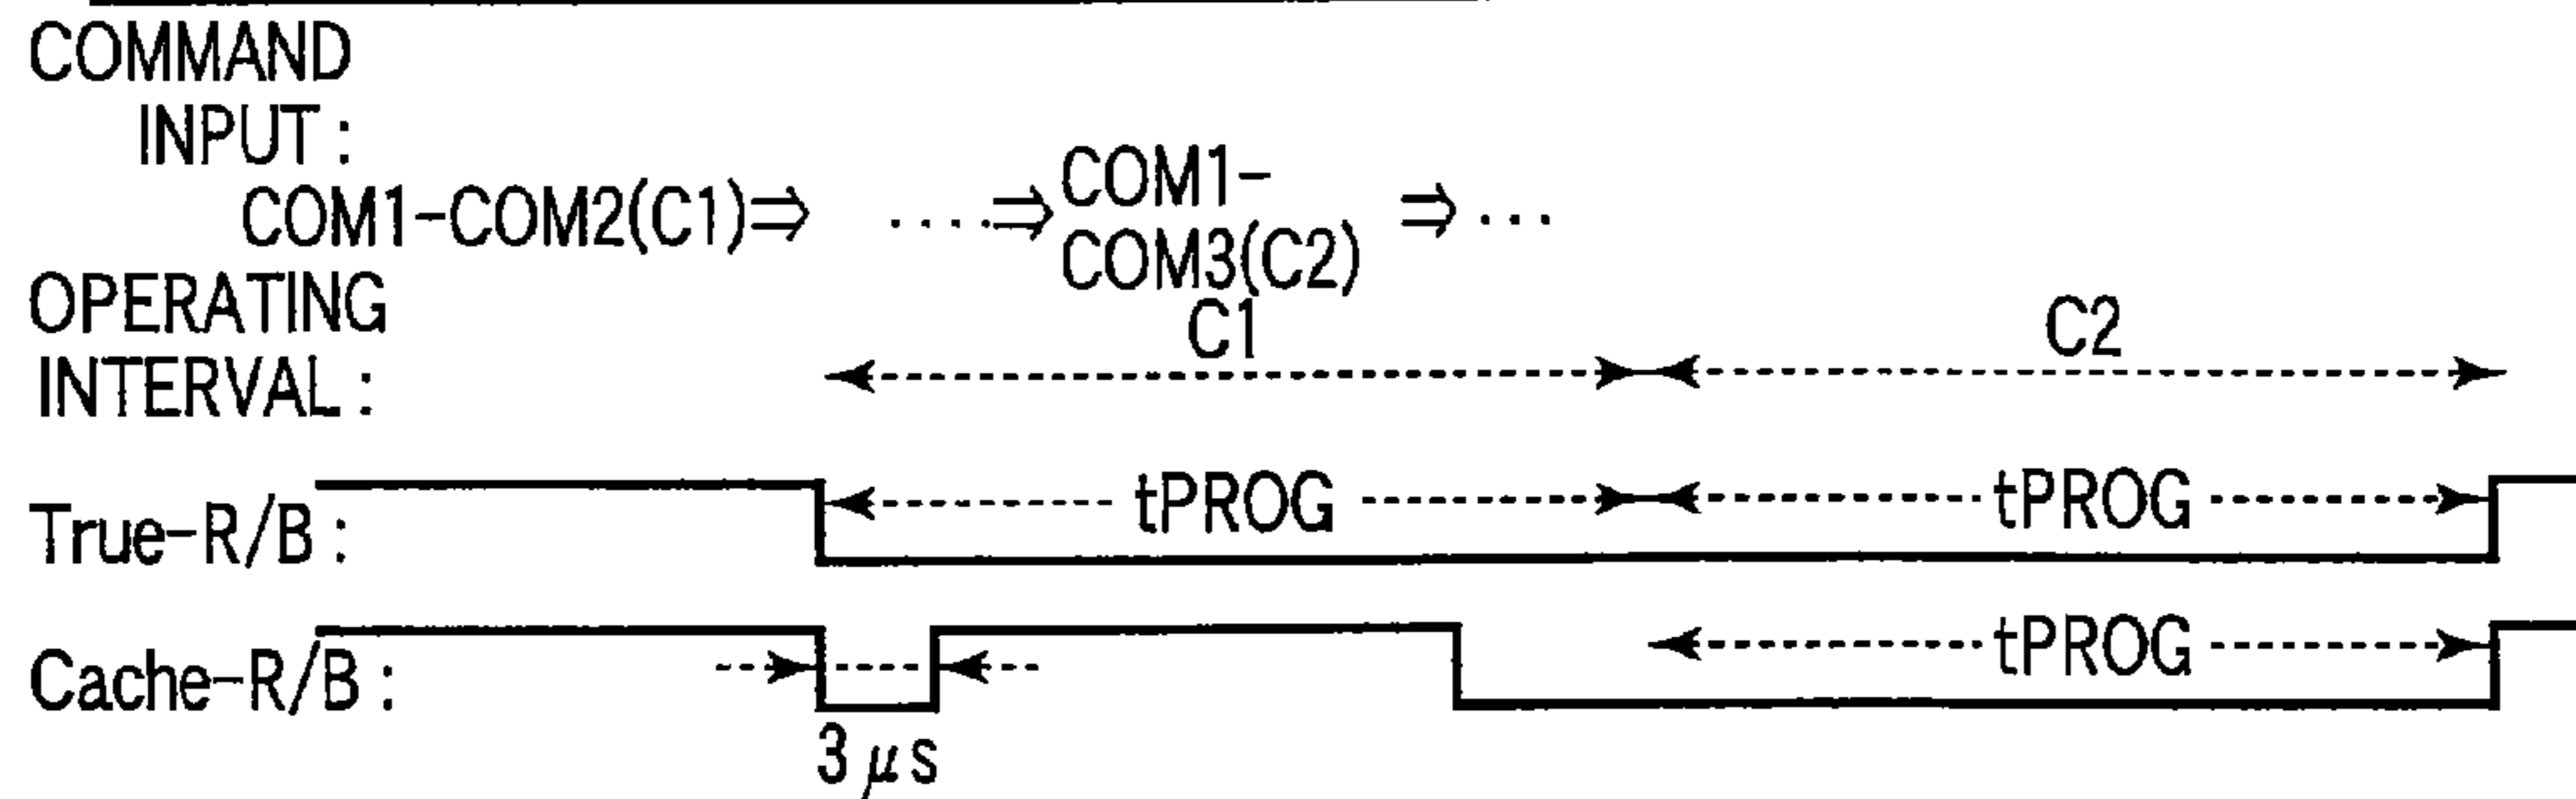 COMMAND
INPUT :
COM1-COM2(C1)⇒ ....⇒ COM1- ⇒ ...
COM3(C2)
OPERATING
INTERVAL :
C1 C2
True-R/B : tPROG tPROG
Cache-R/B : tPROG
3 μs